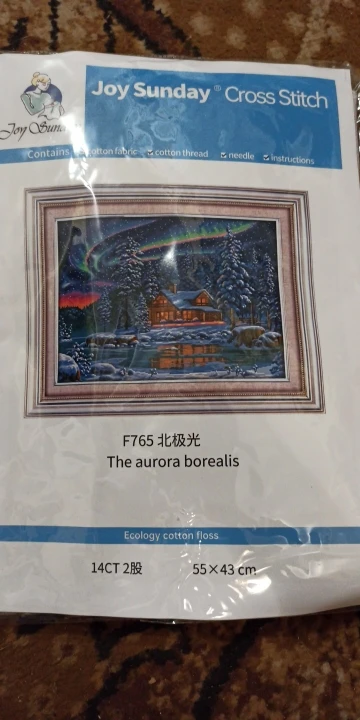 Joy Sunday ® Cross Stitch
Joy Sunday
Contains cotton fabric cotton thread needle instructions
F765 北极光
The aurora borealis
Ecology cotton floss
14CT 2股 55×43 cm